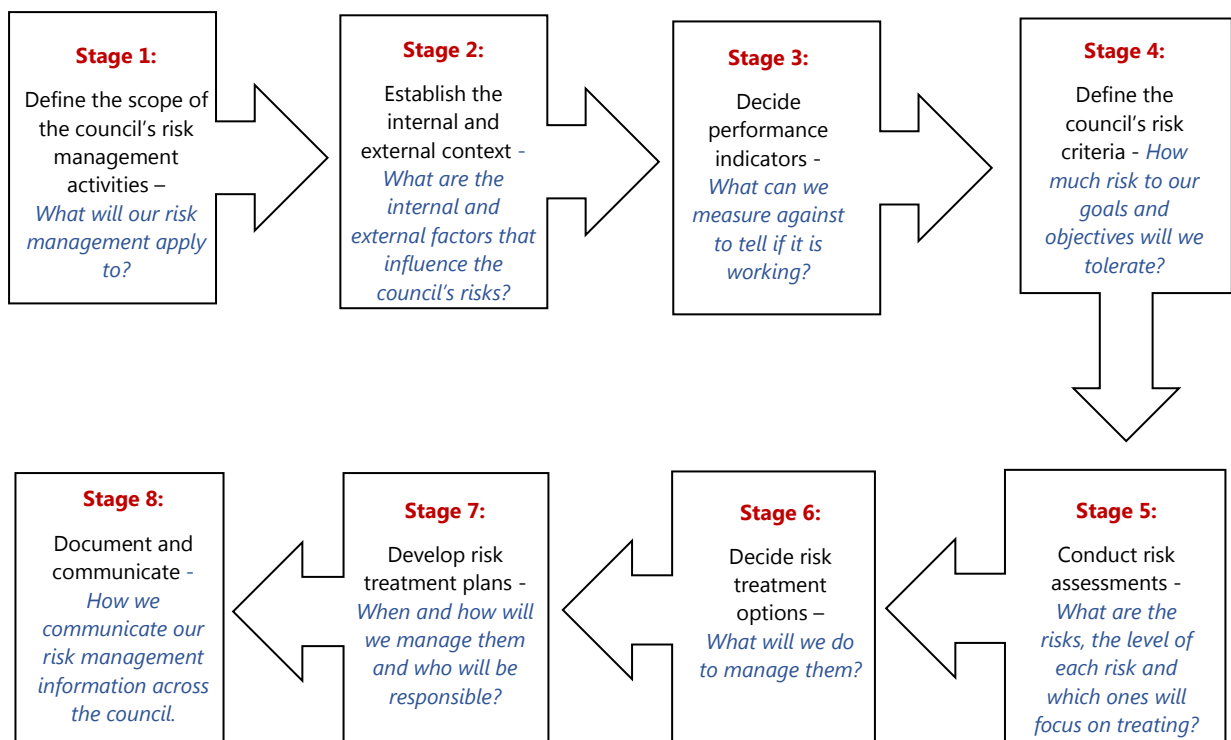 Stage 1:
Define the scope of
the council's risk
management
activities –
What will our risk
management apply
to?
Stage 2:
Establish the
internal and
external context -
What are the
internal and
external factors that
influence the
council's risks?
Stage 3:
Decide
performance
indicators -
What can we
measure against
to tell if it is
working?
Stage 4:
Define the
council's risk
criteria - How
much risk to our
goals and
objectives will we
tolerate?
Stage 5:
Conduct risk
assessments -
What are the
risks, the level of
each risk and
which ones will
focus on treating?
Stage 6:
Decide risk
treatment
options –
What will we do
to manage them?
Stage 7:
Develop risk
treatment plans -
When and how will
we manage them
and who will be
responsible?
Stage 8:
Document and
communicate -
How we
communicate our
risk management
information across
the council.